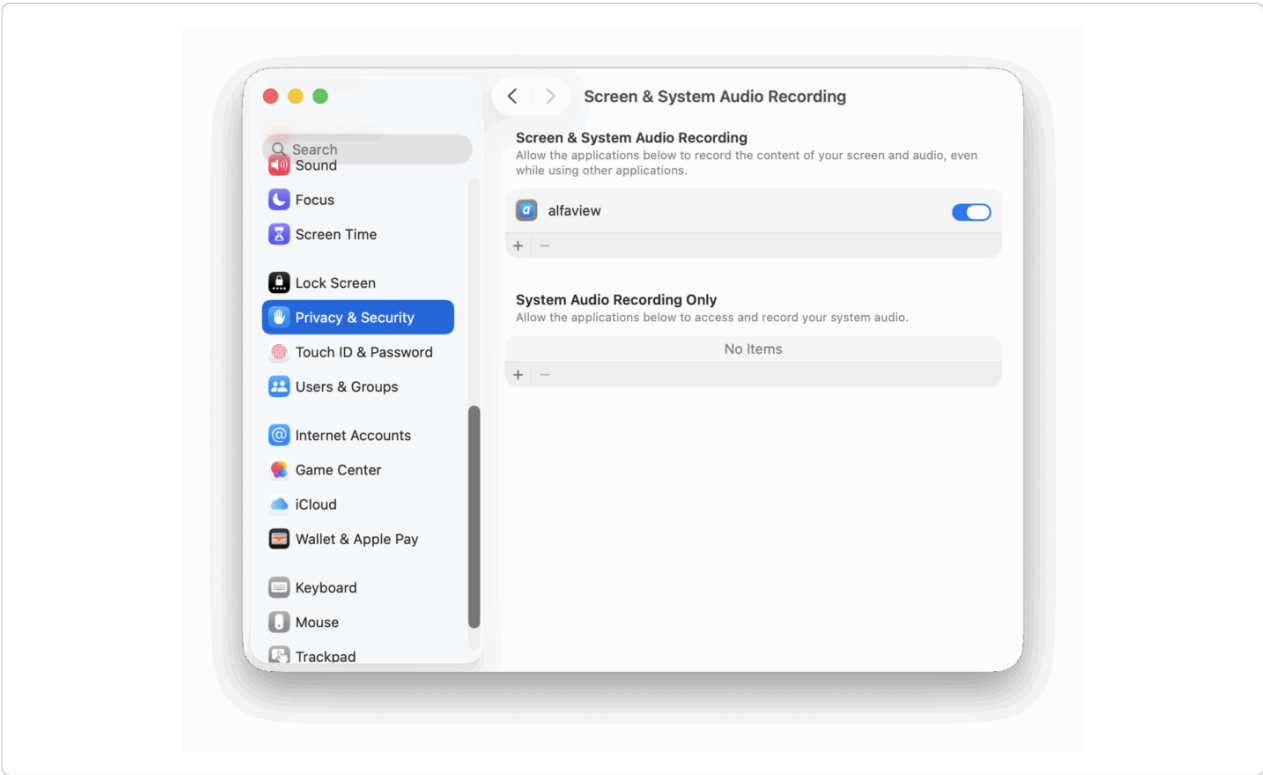 Search
Sound
Focus
Screen Time
Lock Screen
Privacy & Security
Touch ID & Password
Users & Groups
Internet Accounts
Game Center
iCloud
Wallet & Apple Pay
Keyboard
Mouse
Trackpad
Screen & System Audio Recording
Screen & System Audio Recording
Allow the applications below to record the content of your screen and audio, even
while using other applications.
alfaview
System Audio Recording Only
Allow the applications below to access and record your system audio.
No Items